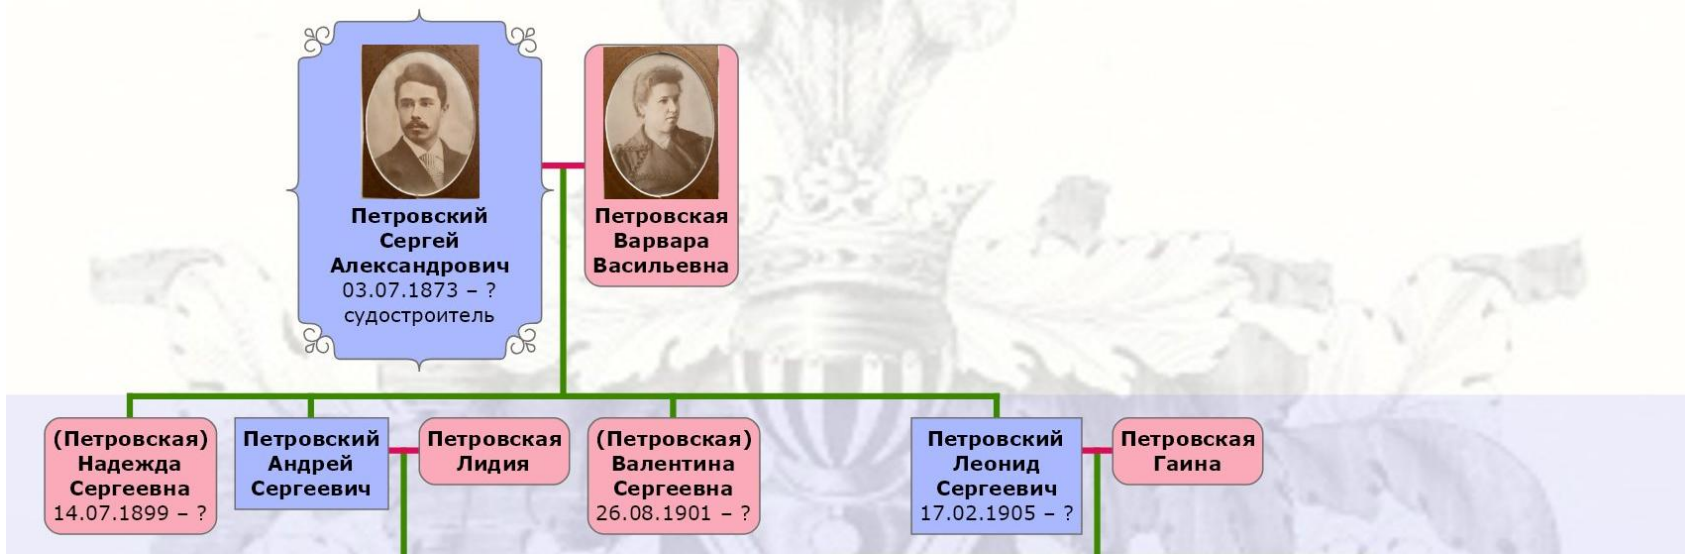 Петровский
Сергей
Александрович
03.07.1873 – ?
судостроитель
Петровская
Варвара
Васильевна
(Петровская)
Надежда
Сергеевна
14.07.1899 – ?
Петровский
Андрей
Сергеевич
Петровская
Лидия
(Петровская)
Валентина
Сергеевна
26.08.1901 – ?
Петровский
Леонид
Сергеевич
17.02.1905 – ?
Петровская
Гаина